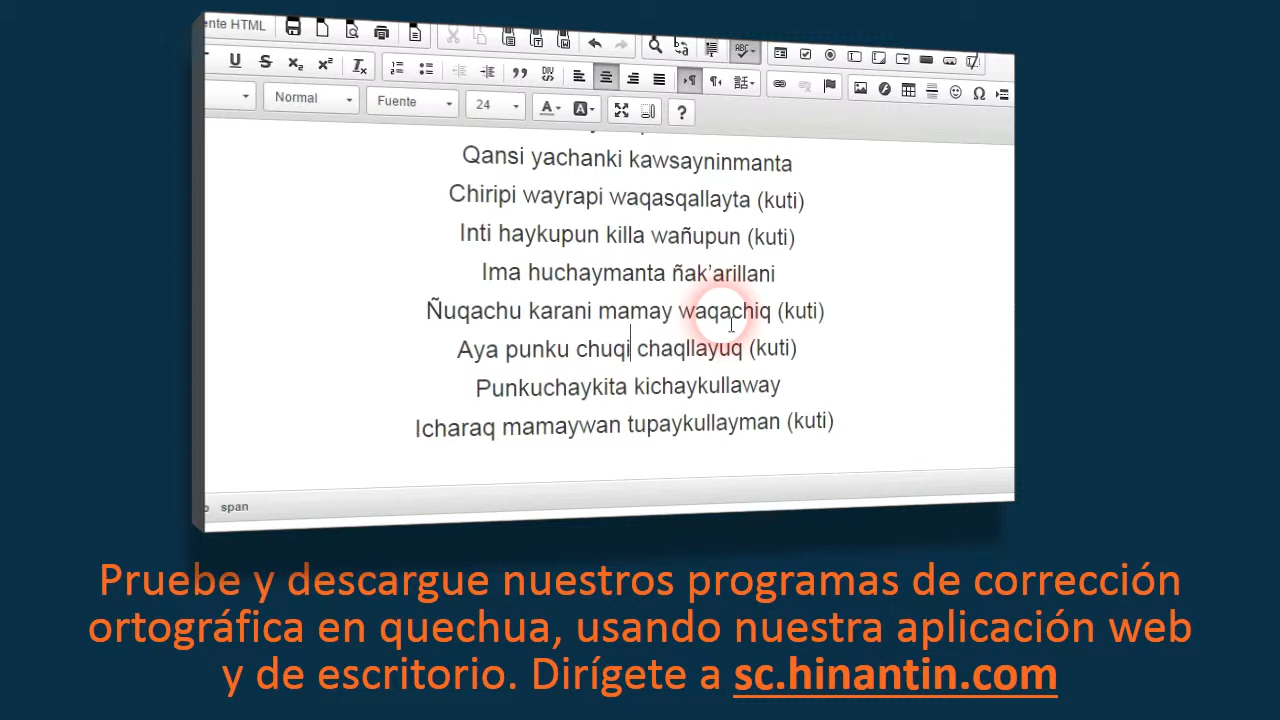 ente HTML
Normal Fuente 24
Qansi yachanki kawsayninmanta
Chiripi wayrapi waqasqallayta (kuti)
Inti haykupun killa wañupun (kuti)
Ima huchaymanta ñak'arillani
Ñuqachu karani mamay waqachiq (kuti)
Aya punku chuqi chaqllayuq (kuti)
Punkuchaykita kichaykullaway
Icharaq mamaywan tupaykullayman (kuti)
span
Pruebe y descargue nuestros programas de corrección
ortográfica en quechua, usando nuestra aplicación web
y de escritorio. Dirígete a sc.hinantin.com